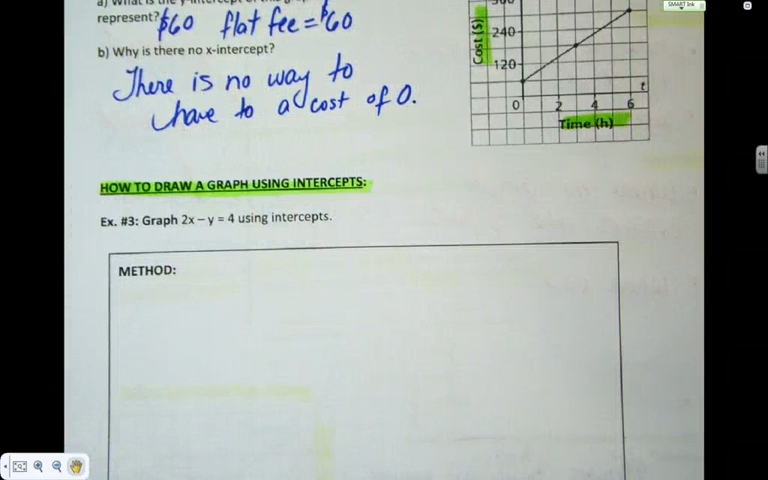 represent? $60 flat fee = $60
b) Why is there no x-intercept?
There is no way to
have to a cost of 0.
Cost ($)
240
120
0
2
4
6
t
Time (h)
HOW TO DRAW A GRAPH USING INTERCEPTS:
Ex. #3: Graph 2x – y = 4 using intercepts.
METHOD:
SMART Ink